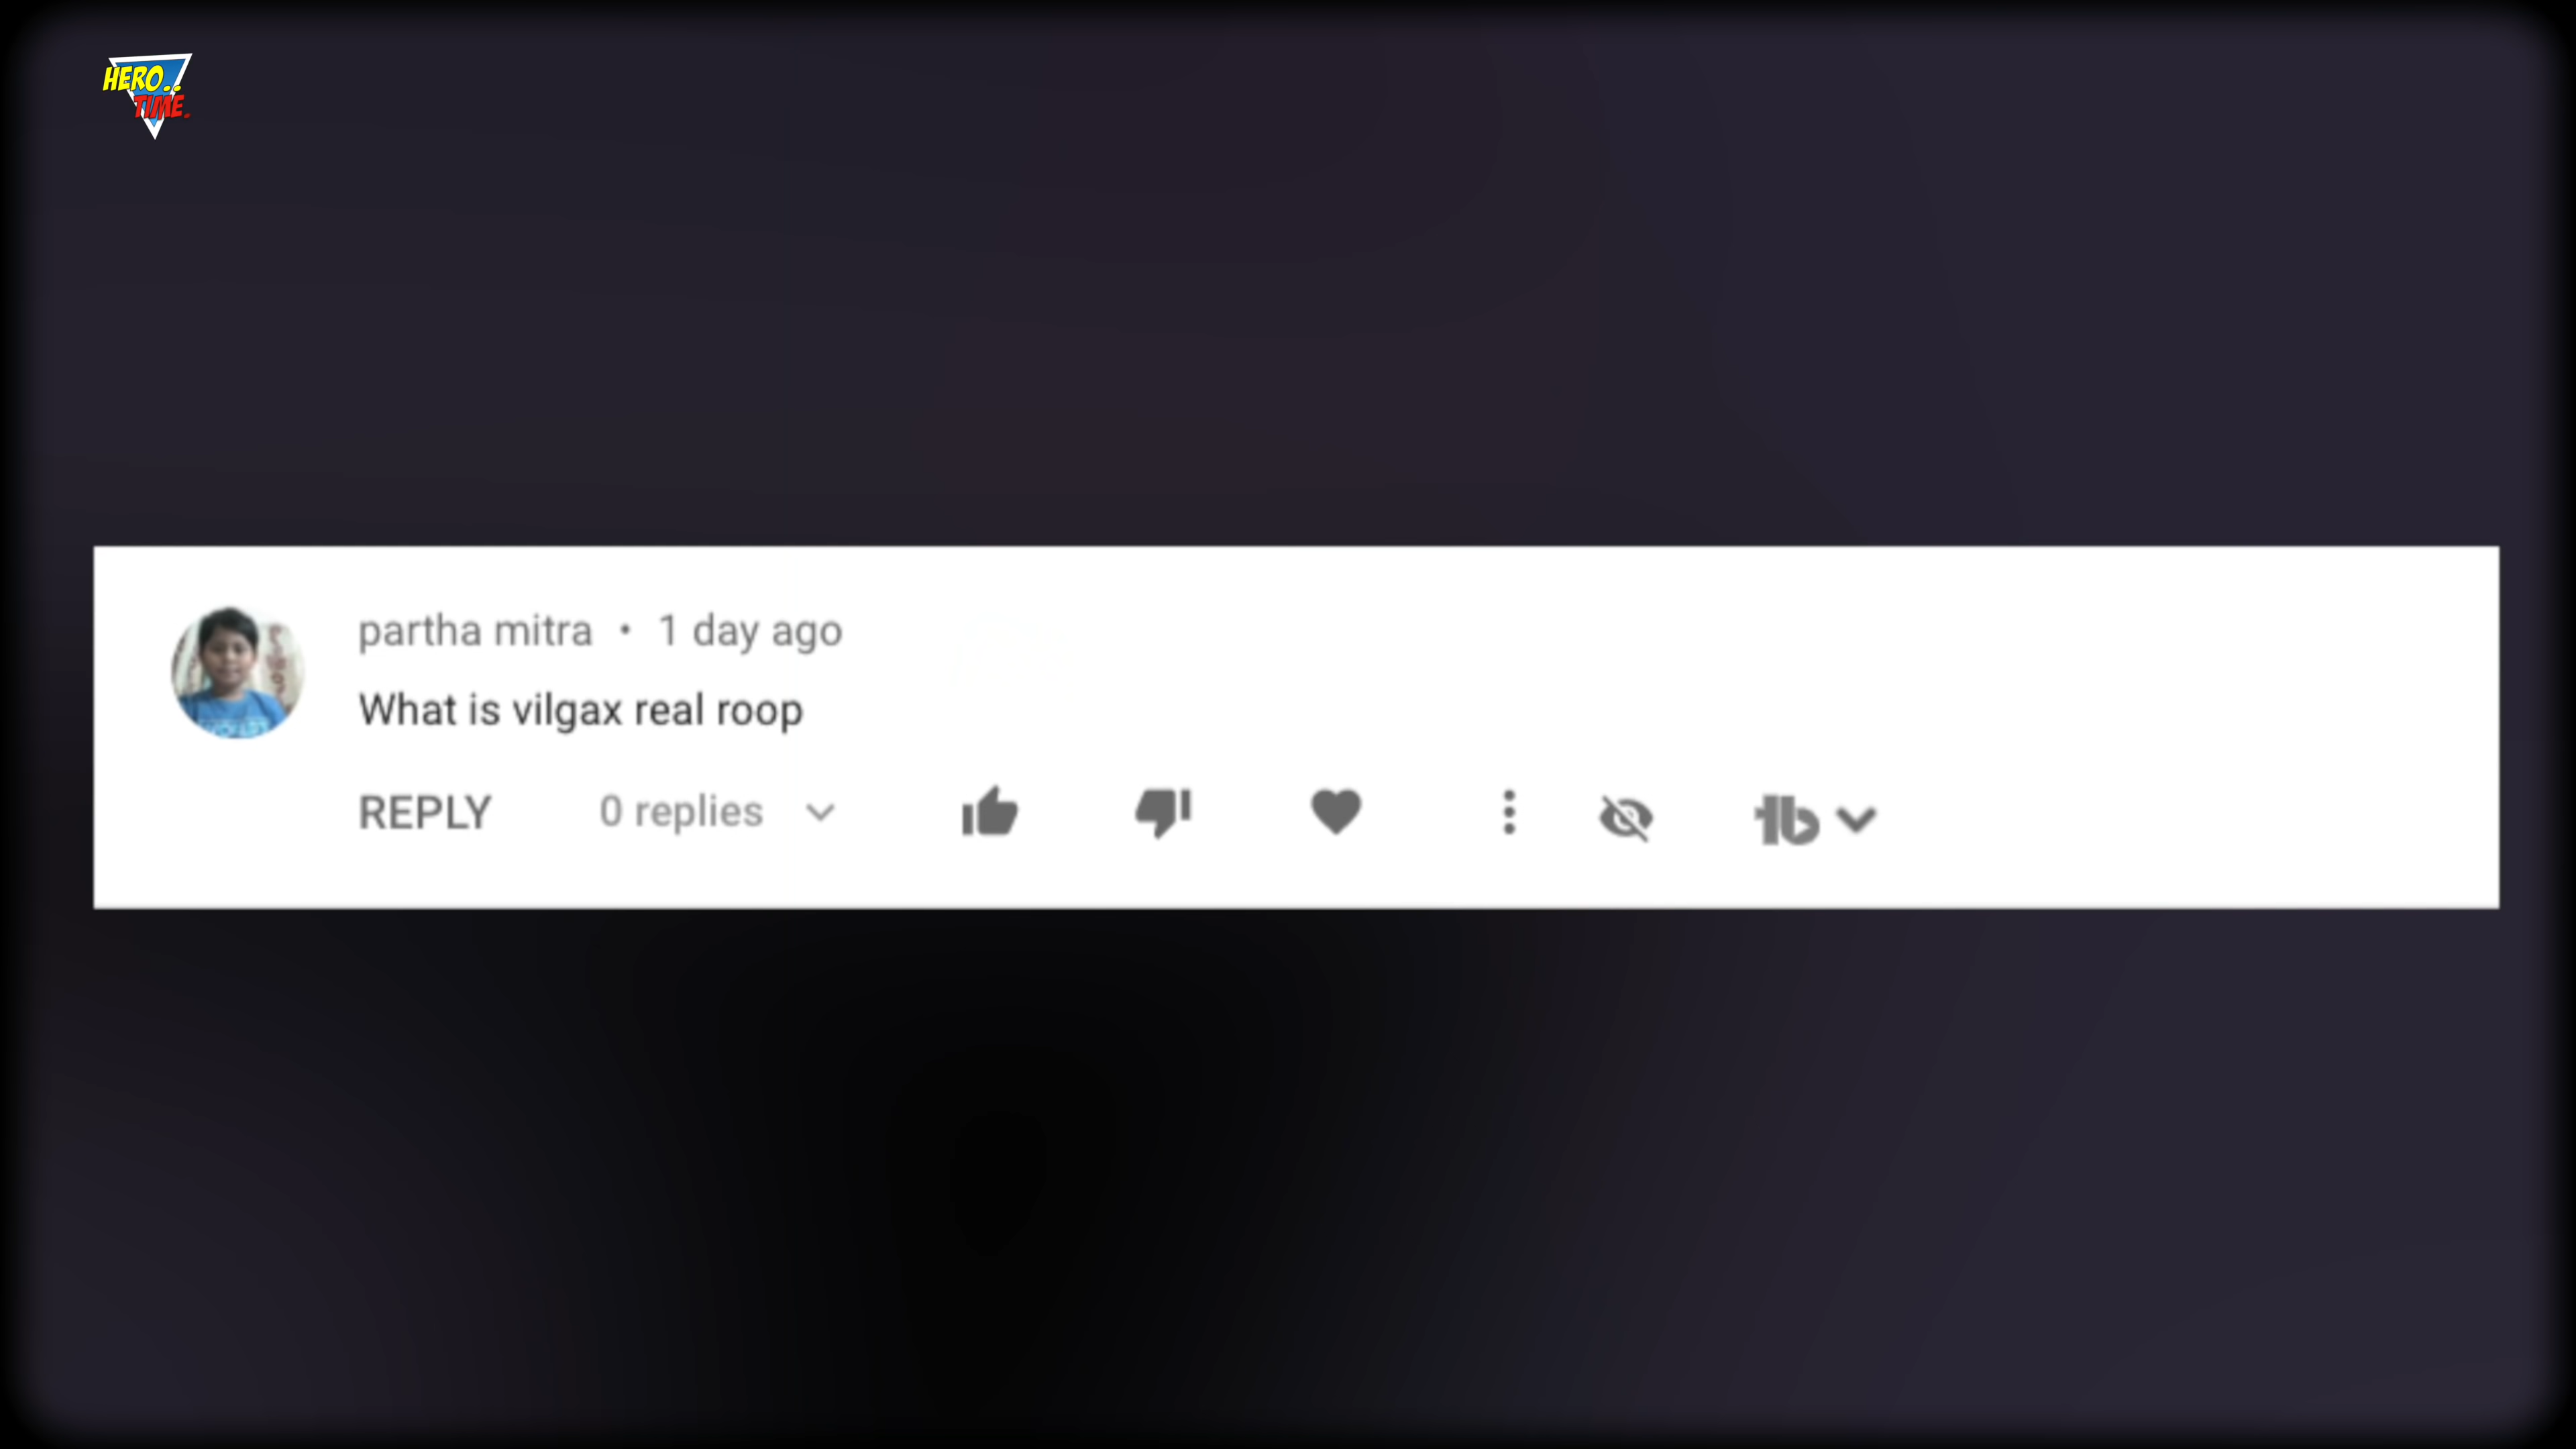 HERO..
TIME.
partha mitra • 1 day ago
What is vilgax real roop
REPLY 0 replies